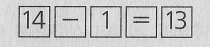 14 − 1 = 13